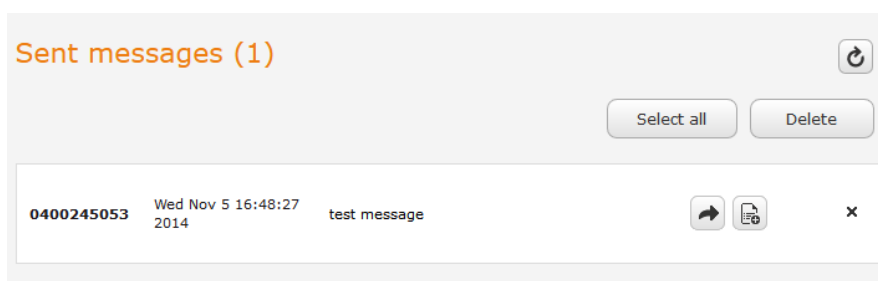 Sent messages (1)
Select all Delete
0400245053 Wed Nov 5 16:48:27
2014 test message